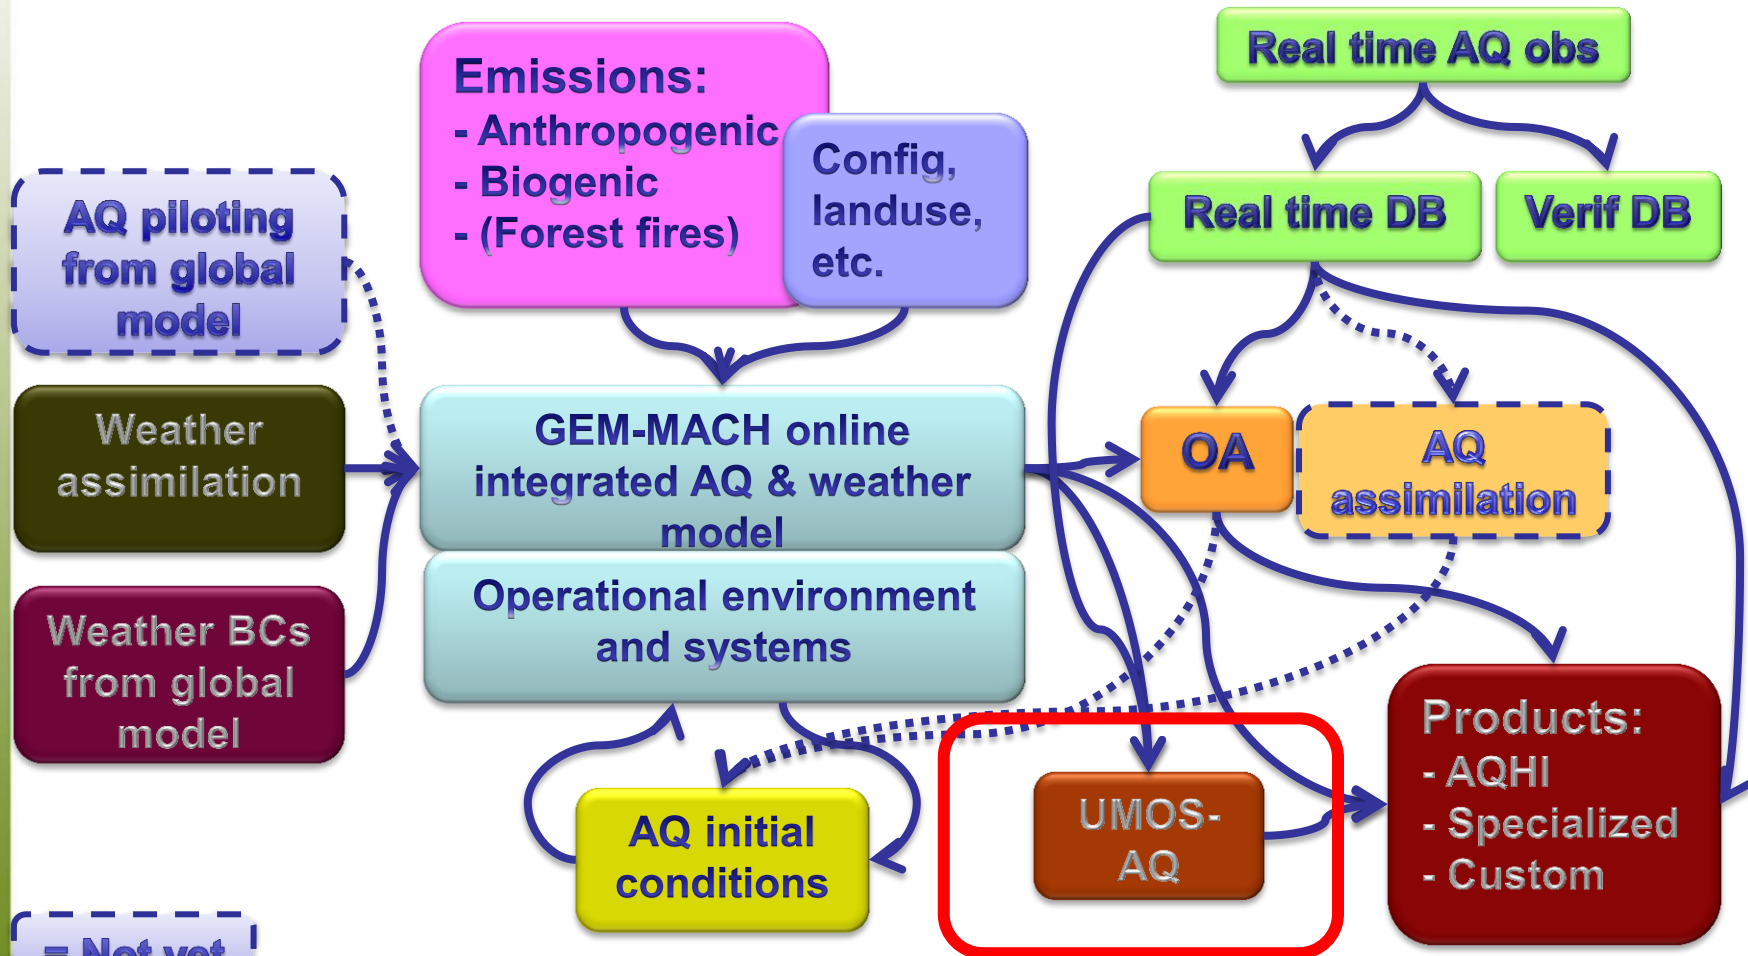 Emissions:
- Anthropogenic
- Biogenic
- (Forest fires)
Config,
landuse,
etc.
Real time AQ obs
Real time DB
Verif DB
AQ piloting
from global
model
Weather
assimilation
Weather BCs
from global
model
GEM-MACH online
integrated AQ & weather
model
Operational environment
and systems
OA
AQ
assimilation
AQ initial
conditions
UMOS-
AQ
Products:
- AQHI
- Specialized
- Custom
= Not yet